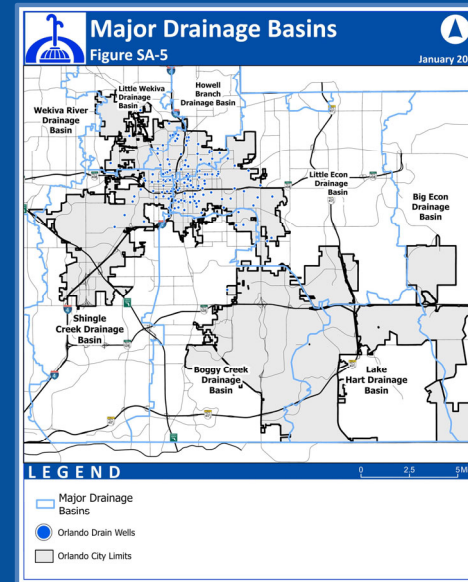 Major Drainage Basins
Figure SA-5
January 20
Little Wekiva
Drainage
Basin
Howell
Branch
Drainage Basin
Wekiva River
Drainage
Basin
Little Econ
Drainage
Basin
Big Econ
Drainage
Basin
Shingle
Creek Drainage
Basin
Boggy Creek
Drainage
Basin
Lake
Hart Drainage
Basin
LEGEND
0 2.5 5M
Major Drainage
Basins
Orlando Drain Wells
Orlando City Limits